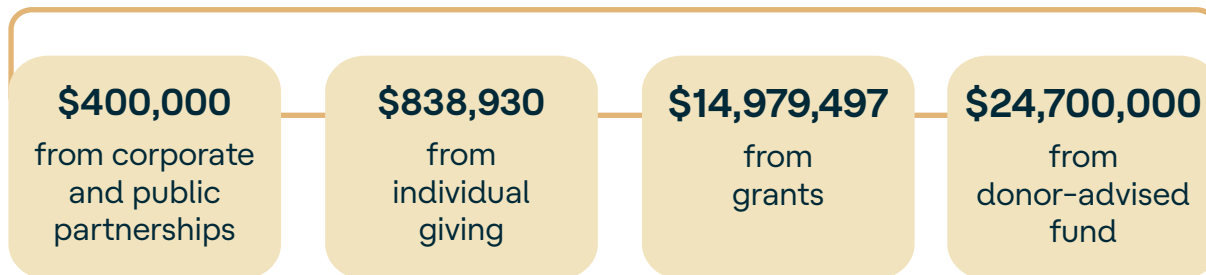 $400,000
from corporate
and public
partnerships
$838,930
from
individual
giving
$14,979,497
from
grants
$24,700,000
from
donor-advised
fund